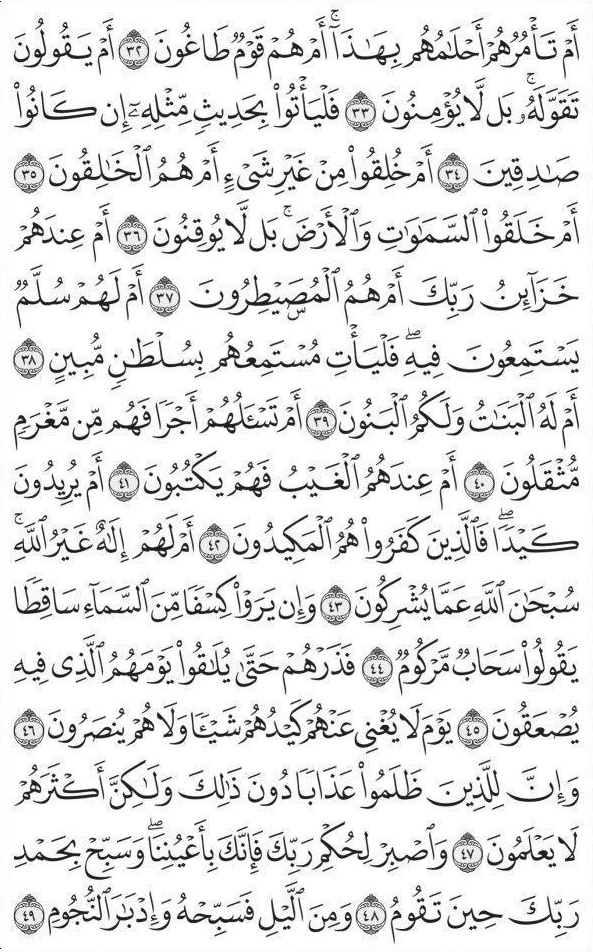 أَمْ تَأْمُرُهُمْ أَحْلَٰمُهُم بِهَٰذَآۚ أَمْ هُمْ قَوْمٞ طَاغُونَ ٣٢ أَمْ يَقُولُونَ
تَقَوَّلَهُۥۚ بَل لَّا يُؤْمِنُونَ ٣٣ فَلْيَأْتُواْ بِحَدِيثٖ مِّثْلِهِۦٓ إِن كَانُواْ
صَٰدِقِينَ ٣٤ أَمْ خُلِقُواْ مِنْ غَيْرِ شَيْءٍ أَمْ هُمُ ٱلْخَٰلِقُونَ ٣٥
أَمْ خَلَقُواْ ٱلسَّمَٰوَٰتِ وَٱلْأَرْضَۚ بَل لَّا يُوقِنُونَ ٣٦ أَمْ عِندَهُمْ
خَزَآئِنُ رَبِّكَ أَمْ هُمُ ٱلْمُصَۜيْطِرُونَ ٣٧ أَمْ لَهُمْ سُلَّمٞ
يَسْتَمِعُونَ فِيهِۖ فَلْيَأْتِ مُسْتَمِعُهُم بِسُلْطَٰنٖ مُّبِينٍ ٣٨
أَمْ لَهُ ٱلْبَنَٰتُ وَلَكُمُ ٱلْبَنُونَ ٣٩ أَمْ تَسْـَٔلُهُمْ أَجْرٗا فَهُم مِّن مَّغْرَمٖ
مُّثْقَلُونَ ٤٠ أَمْ عِندَهُمُ ٱلْغَيْبُ فَهُمْ يَكْتُبُونَ ٤١ أَمْ يُرِيدُونَ
كَيْدٗاۖ فَٱلَّذِينَ كَفَرُواْ هُمُ ٱلْمَكِيدُونَ ٤٢ أَمْ لَهُمْ إِلَٰهٌ غَيْرُ ٱللَّهِۚ
سُبْحَٰنَ ٱللَّهِ عَمَّا يُشْرِكُونَ ٤٣ وَإِن يَرَوْاْ كِسْفٗا مِّنَ ٱلسَّمَآءِ سَاقِطٗا
يَقُولُواْ سَحَابٞ مَّرْكُومٞ ٤٤ فَذَرْهُمْ حَتَّىٰ يُلَٰقُواْ يَوْمَهُمُ ٱلَّذِي فِيهِ
يُصْعَقُونَ ٤٥ يَوْمَ لَا يُغْنِي عَنْهُمْ كَيْدُهُمْ شَيْـٔٗا وَلَا هُمْ يُنصَرُونَ ٤٦
وَإِنَّ لِلَّذِينَ ظَلَمُواْ عَذَابٗا دُونَ ذَٰلِكَ وَلَٰكِنَّ أَكْثَرَهُمْ
لَا يَعْلَمُونَ ٤٧ وَٱصْبِرْ لِحُكْمِ رَبِّكَ فَإِنَّكَ بِأَعْيُنِنَاۖ وَسَبِّحْ بِحَمْدِ
رَبِّكَ حِينَ تَقُومُ ٤٨ وَمِنَ ٱلَّيْلِ فَسَبِّحْهُ وَإِدْبَٰرَ ٱلنُّجُومِ ٤٩